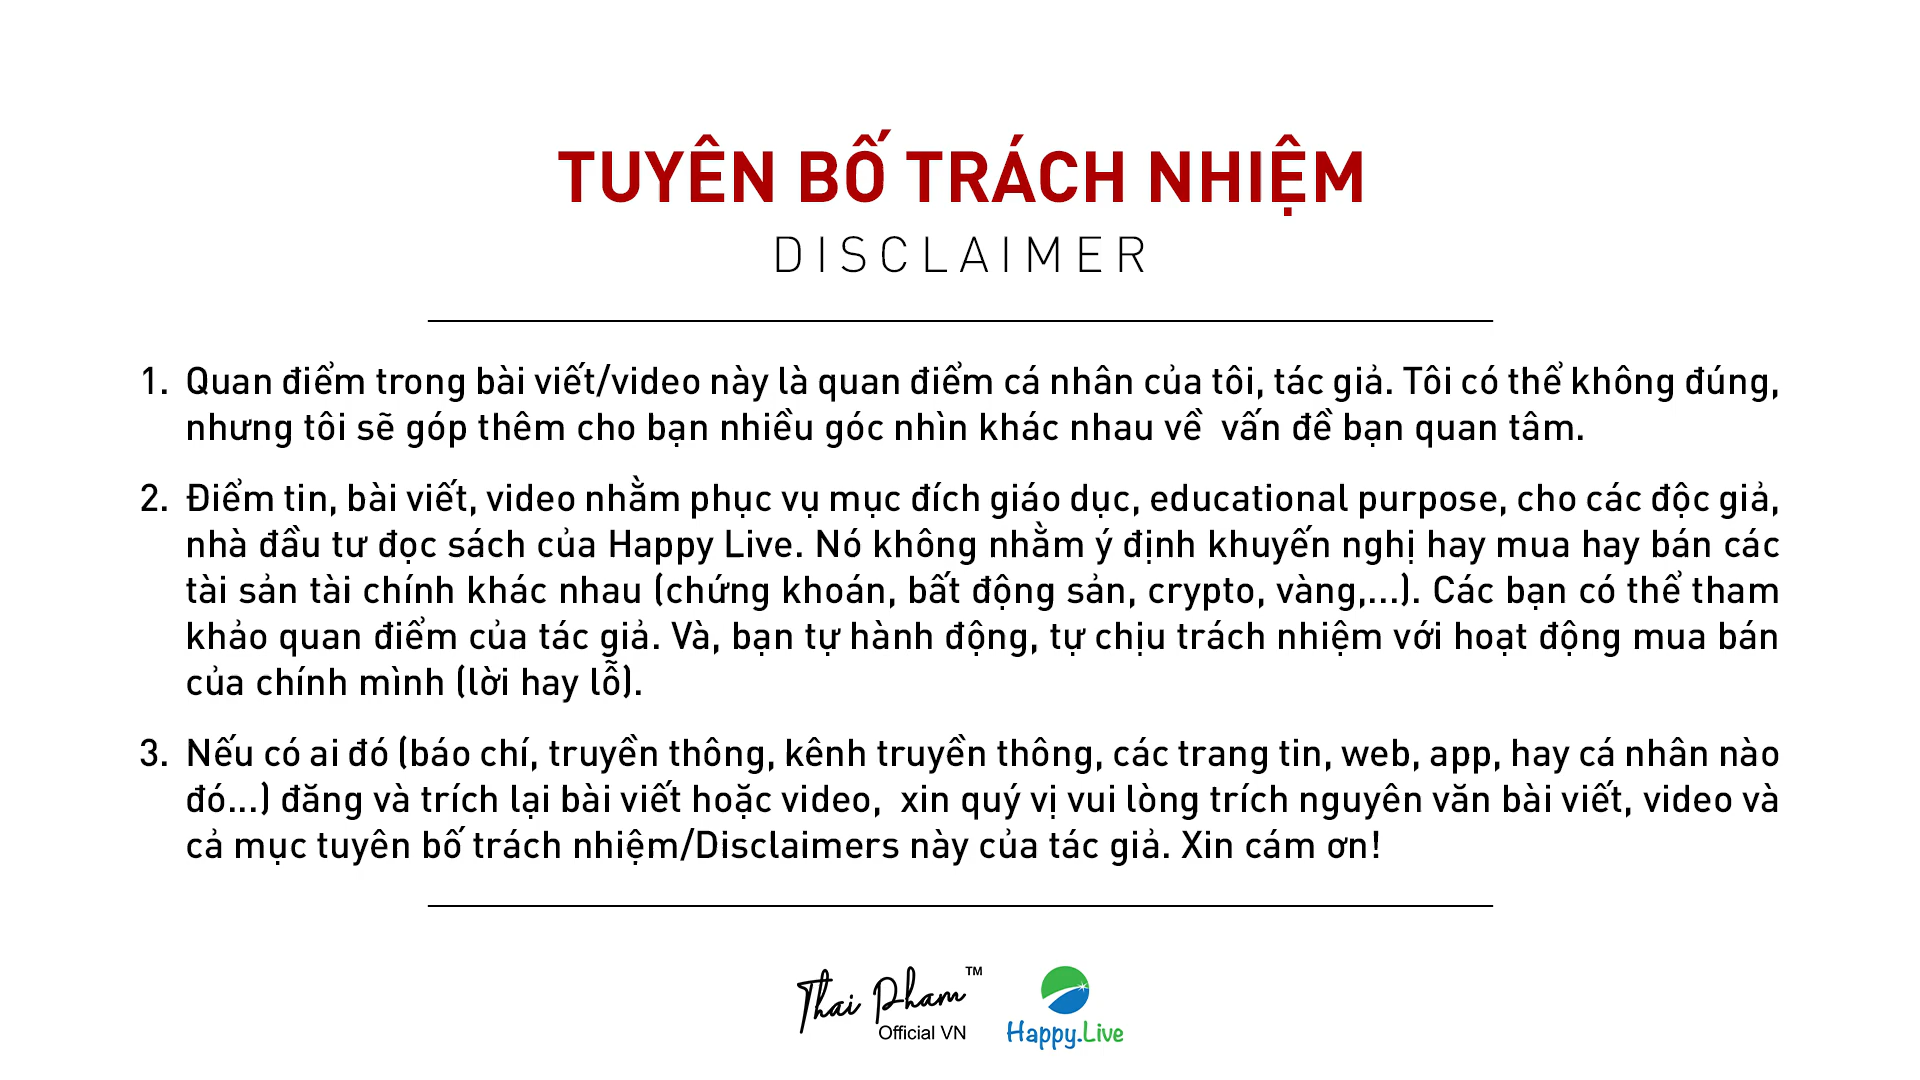 TUYÊN BỐ TRÁCH NHIỆM
DISCLAIMER
1. Quan điểm trong bài viết/video này là quan điểm cá nhân của tôi, tác giả. Tôi có thể không đúng,
nhưng tôi sẽ góp thêm cho bạn nhiều góc nhìn khác nhau về vấn đề bạn quan tâm.
2. Điểm tin, bài viết, video nhằm phục vụ mục đích giáo dục, educational purpose, cho các độc giả,
nhà đầu tư đọc sách của Happy Live. Nó không nhằm ý định khuyến nghị hay mua hay bán các
tài sản tài chính khác nhau (chứng khoán, bất động sản, crypto, vàng,...). Các bạn có thể tham
khảo quan điểm của tác giả. Và, bạn tự hành động, tự chịu trách nhiệm với hoạt động mua bán
của chính mình (lời hay lỗ).
3. Nếu có ai đó (báo chí, truyền thông, kênh truyền thông, các trang tin, web, app, hay cá nhân nào
đó...) đăng và trích lại bài viết hoặc video, xin quý vị vui lòng trích nguyên văn bài viết, video và
cả mục tuyên bố trách nhiệm/Disclaimers này của tác giả. Xin cám ơn!
Thai Pham™
Official VN
Happy.Live